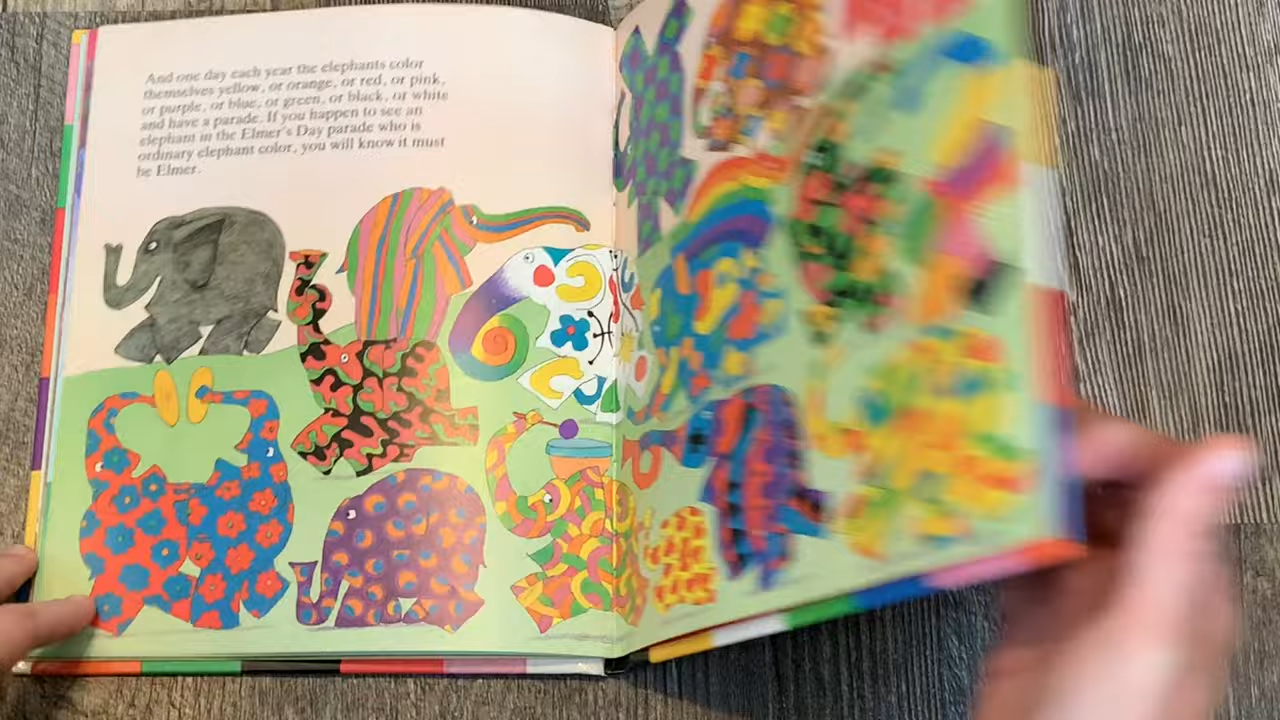 And one day each year the elephants color
themselves yellow, or orange, or red, or pink,
or purple, or blue, or green, or black, or white
and have a parade. If you happen to see an
elephant in the Elmer's Day parade who is
ordinary elephant color, you will know it must
be Elmer.